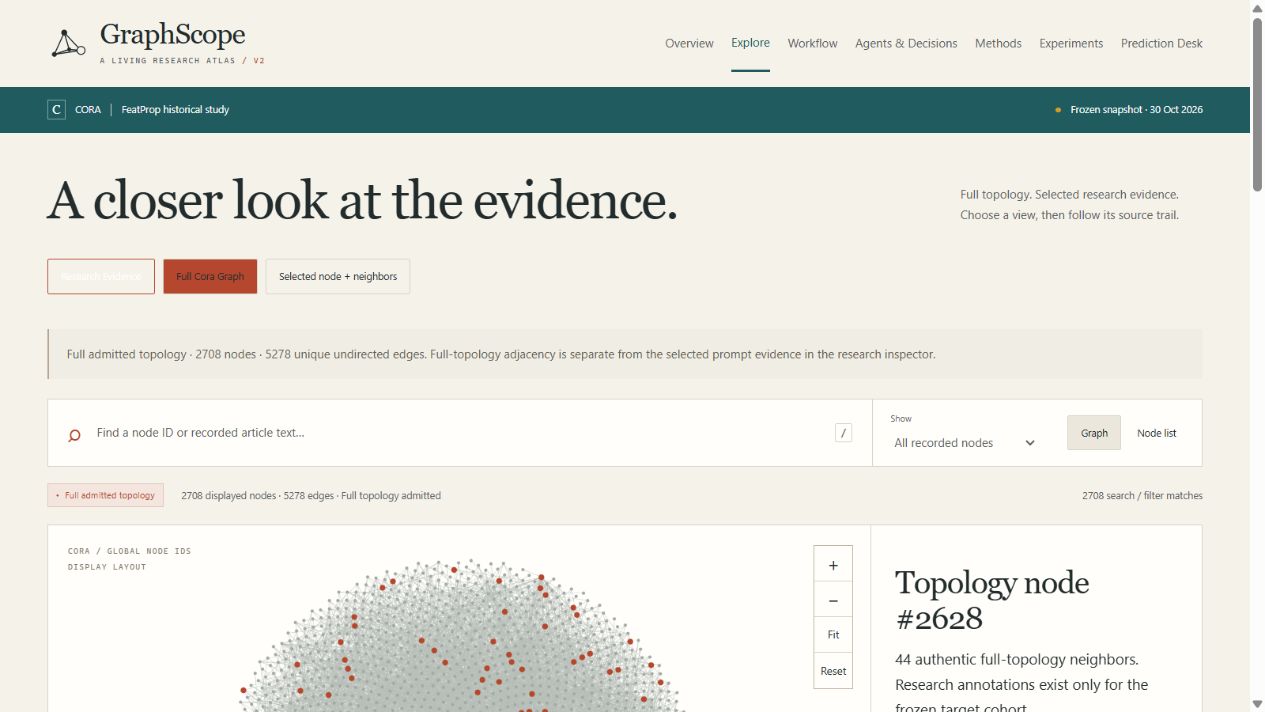 GraphScope
A LIVING RESEARCH ATLAS / V2
Overview
Explore
Workflow
Agents & Decisions
Methods
Experiments
Prediction Desk
C CORA | FeatProp historical study
Frozen snapshot · 30 Oct 2026
A closer look at the evidence.
Full topology. Selected research evidence.
Choose a view, then follow its source trail.
Research Evidence
Full Cora Graph
Selected node + neighbors
Full admitted topology · 2708 nodes · 5278 unique undirected edges. Full-topology adjacency is separate from the selected prompt evidence in the research inspector.
Find a node ID or recorded article text...
/
Show
All recorded nodes
Graph
Node list
• Full admitted topology
2708 displayed nodes · 5278 edges · Full topology admitted
2708 search / filter matches
CORA / GLOBAL NODE IDS
DISPLAY LAYOUT
+
−
Fit
Reset
Topology node
#2628
44 authentic full-topology neighbors.
Research annotations exist only for the
frozen target cohort.